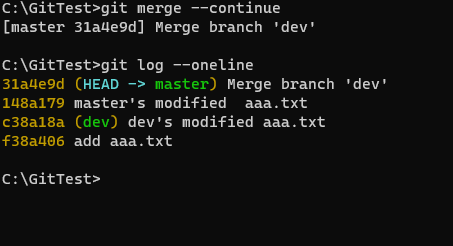 C:\GitTest>git merge --continue
[master 31a4e9d] Merge branch 'dev'
C:\GitTest>git log --oneline
31a4e9d (HEAD -> master) Merge branch 'dev'
148a179 master's modified  aaa.txt
c38a18a (dev) dev's modified aaa.txt
f38a406 add aaa.txt
C:\GitTest>